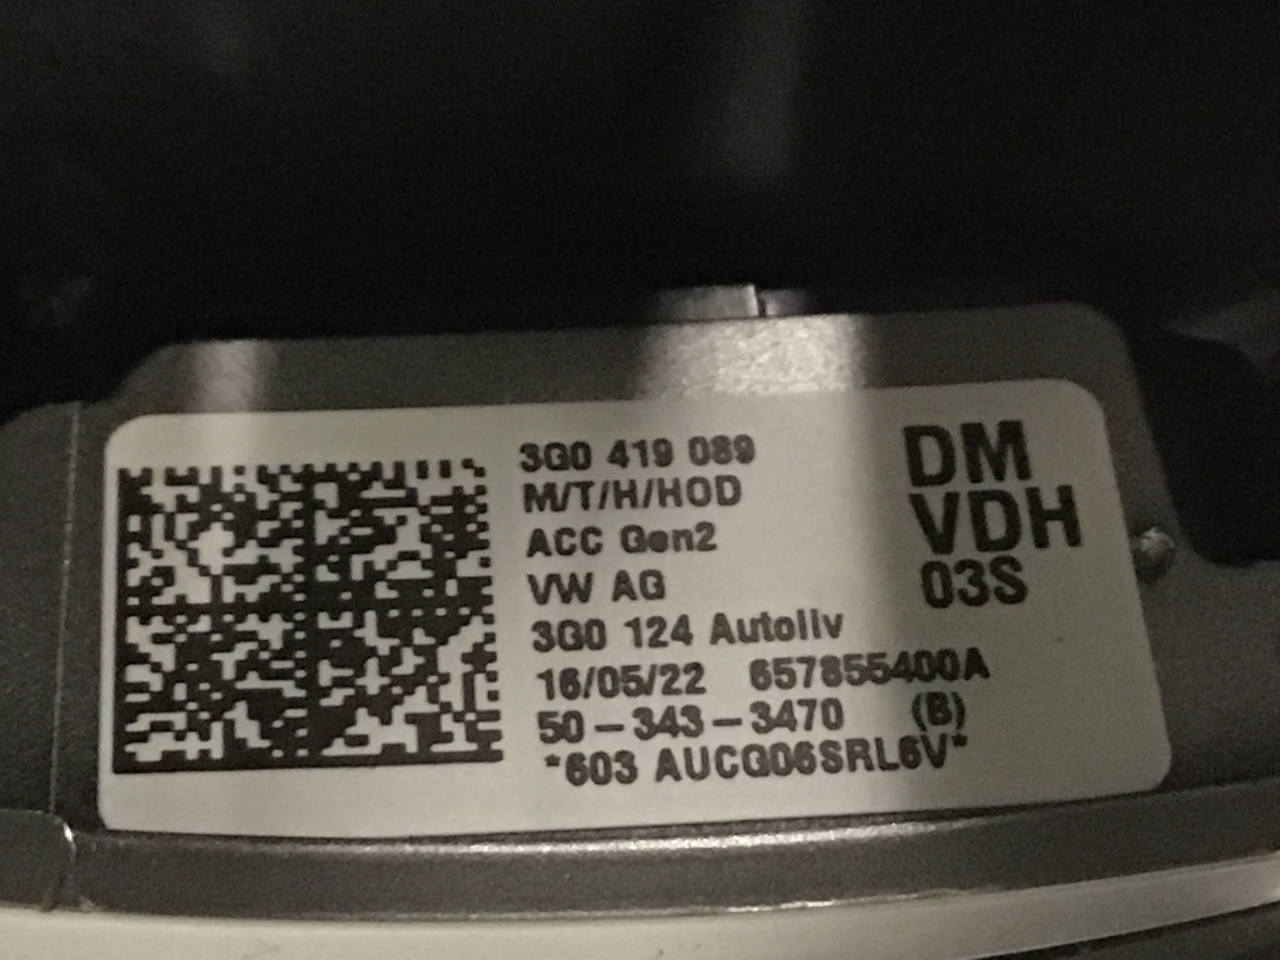 3G0 419 089
M/T/H/HOD
ACC Gen2
VW AG
3G0 124 Autoliv
16/05/22 657855400A
50-343-3470 (B)
*603 AUCG06SRL6V*
DM
VDH
03S